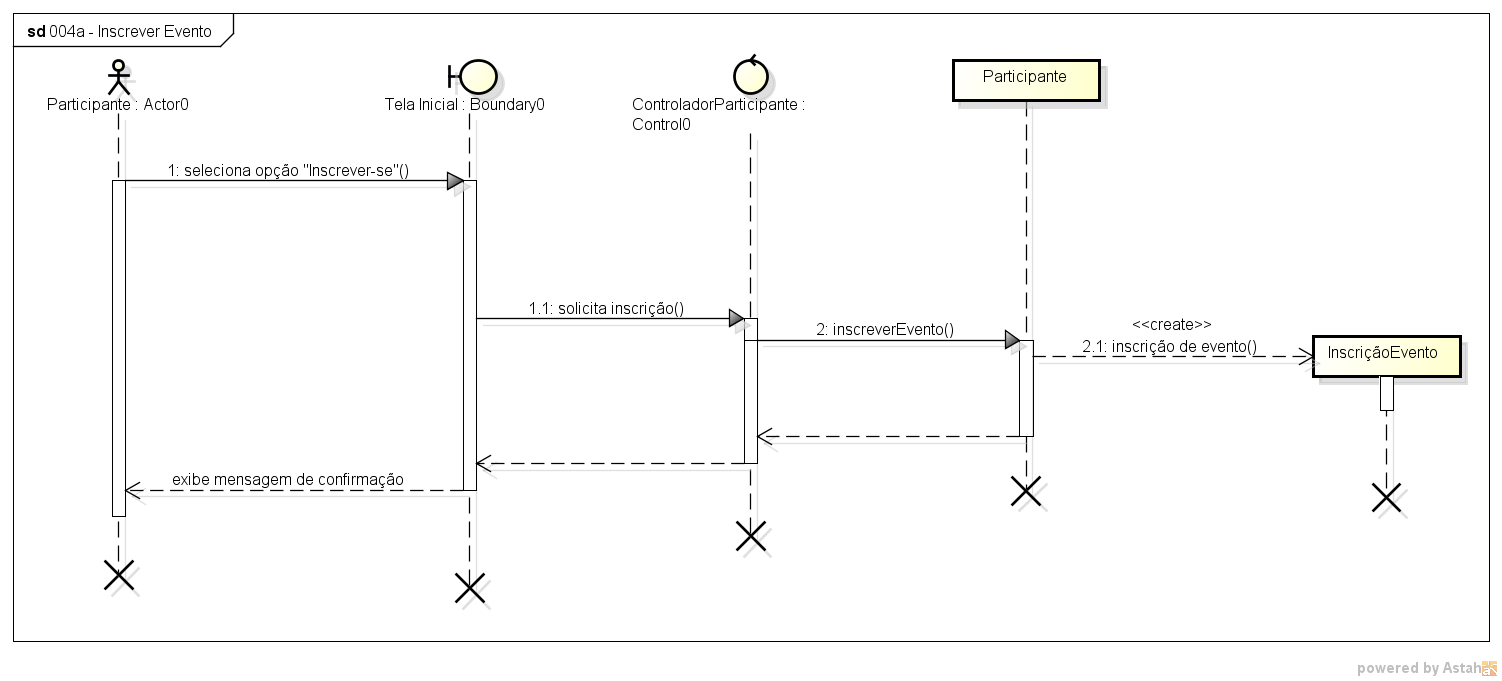 sd 004a - Inscrever Evento
Participante : Actor0
Tela Inicial : Boundary0
ControladorParticipante :
Control0
Participante
1: seleciona opção "Inscrever-se"()
1.1: solicita inscrição()
2: inscreverEvento()
<<create>>
2.1: inscrição de evento()
InscriçãoEvento
exibe mensagem de confirmação
powered by Astah